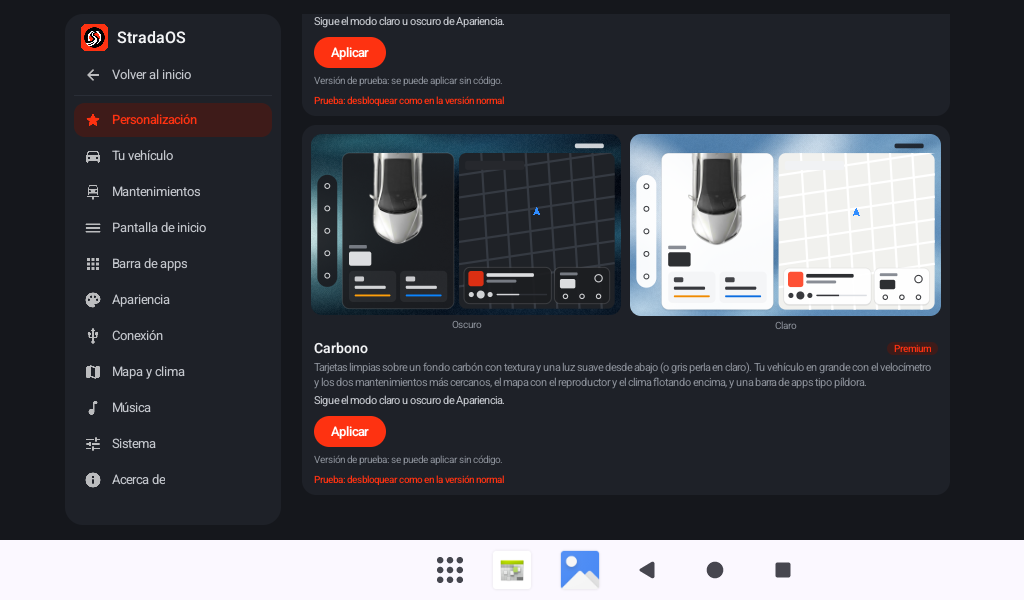 StradaOS
Volver al inicio
Personalización
Tu vehículo
Mantenimientos
Pantalla de inicio
Barra de apps
Apariencia
Conexión
Mapa y clima
Música
Sistema
Acerca de
Sigue el modo claro u oscuro de Apariencia.
Aplicar
Versión de prueba: se puede aplicar sin código.
Prueba: desbloquear como en la versión normal
Oscuro
Claro
Carbono
Premium
Tarjetas limpias sobre un fondo carbón con textura y una luz suave desde abajo (o gris perla en claro). Tu vehículo en grande con el velocímetro
y los dos mantenimientos más cercanos, el mapa con el reproductor y el clima flotando encima, y una barra de apps tipo píldora.
Sigue el modo claro u oscuro de Apariencia.
Aplicar
Versión de prueba: se puede aplicar sin código.
Prueba: desbloquear como en la versión normal